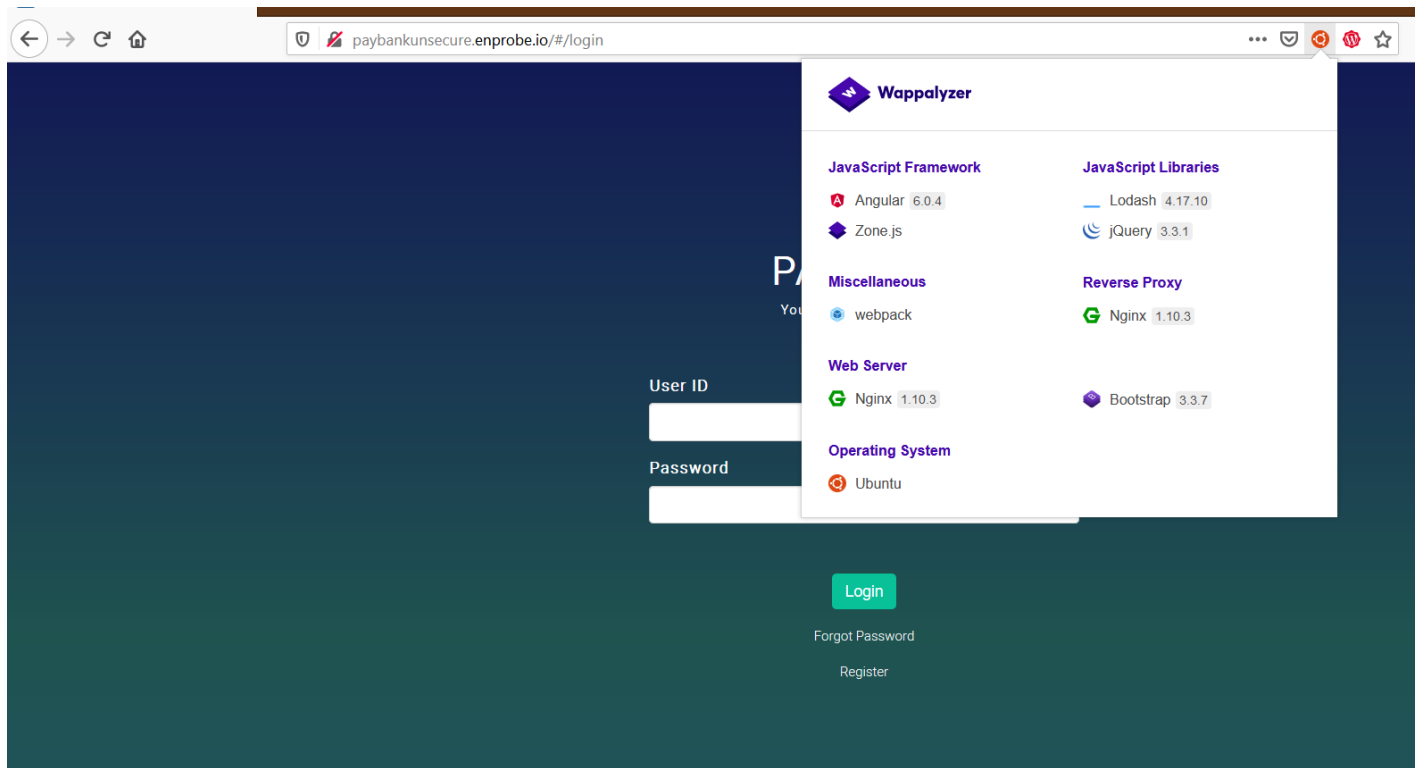 paybankunsecure.enprobe.io/#/login
Wappalyzer
JavaScript Framework
Angular 6.0.4
Zone.js
JavaScript Libraries
Lodash 4.17.10
jQuery 3.3.1
Miscellaneous
webpack
Reverse Proxy
Nginx 1.10.3
Web Server
Nginx 1.10.3
Bootstrap 3.3.7
Operating System
Ubuntu
User ID
Password
Login
Forgot Password
Register